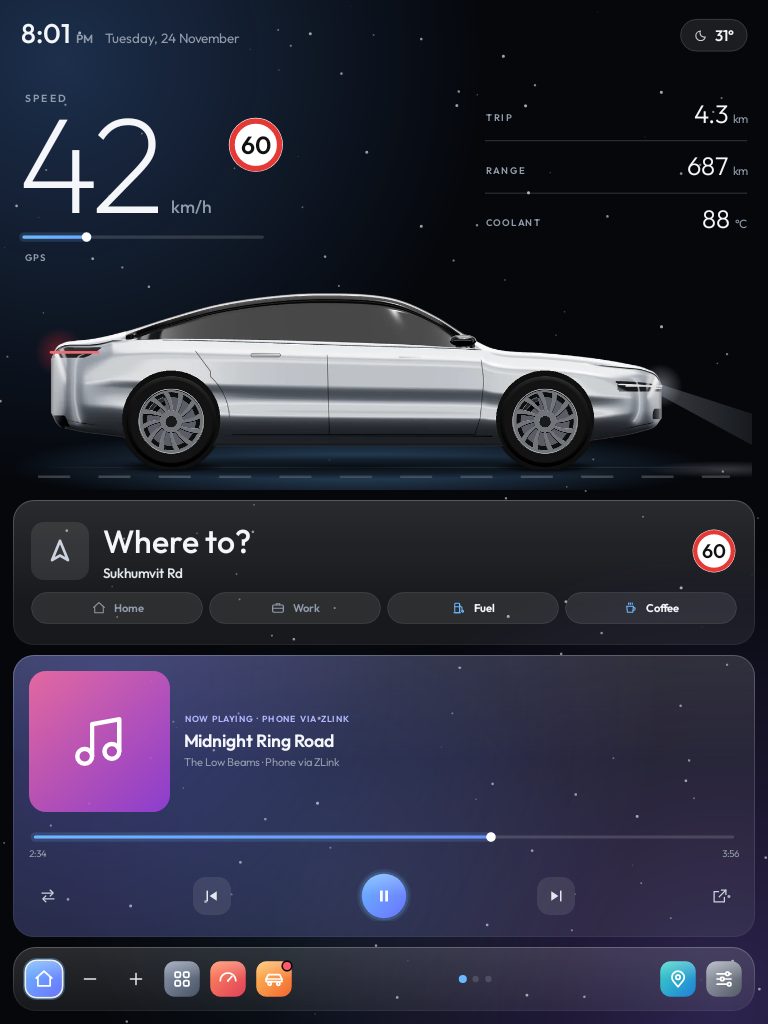 8:01 PM Tuesday, 24 November
31°
SPEED
42 km/h
60
GPS
TRIP 4.3 km
RANGE 687 km
COOLANT 88 °C
Where to?
Sukhumvit Rd
60
Home Work Fuel Coffee
NOW PLAYING · PHONE VIA ZLINK
Midnight Ring Road
The Low Beams · Phone via ZLink
2:34 3:56